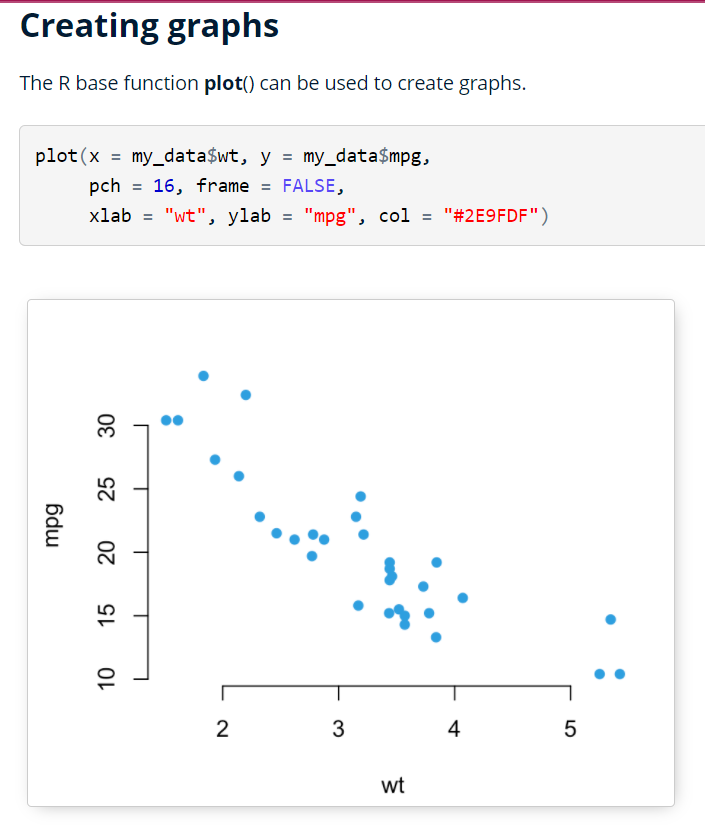 Creating graphs
The R base function plot() can be used to create graphs.
plot(x = my_data$wt, y = my_data$mpg,
     pch = 16, frame = FALSE,
     xlab = "wt", ylab = "mpg", col = "#2E9FDF")
30
25
20
15
10
mpg
2 3 4 5
wt